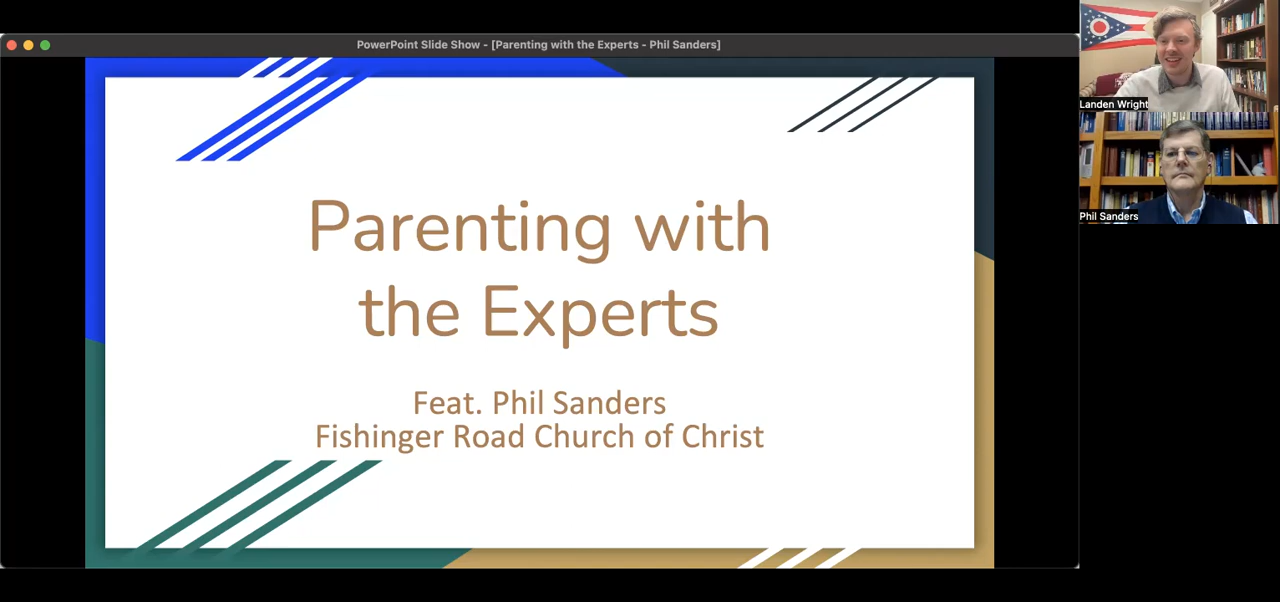 PowerPoint Slide Show - [Parenting with the Experts - Phil Sanders]
Parenting with
the Experts
Feat. Phil Sanders
Fishinger Road Church of Christ
Landen Wright
Phil Sanders